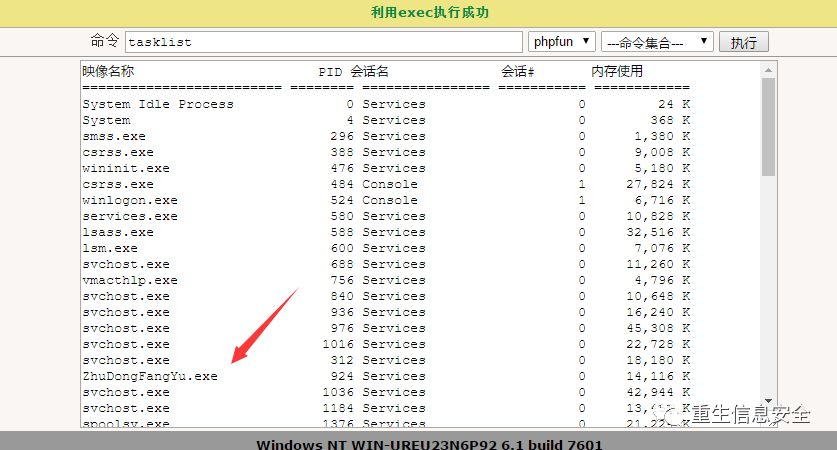 利用exec执行成功
命令 tasklist phpfun ---命令集合--- 执行
映像名称 PID 会话名 会话# 内存使用
========================= ======== ================ =========== ============
System Idle Process 0 Services 0 24 K
System 4 Services 0 368 K
smss.exe 296 Services 0 1,380 K
csrss.exe 388 Services 0 9,008 K
wininit.exe 476 Services 0 5,180 K
csrss.exe 484 Console 1 27,824 K
winlogon.exe 524 Console 1 6,716 K
services.exe 580 Services 0 10,828 K
lsass.exe 588 Services 0 32,516 K
lsm.exe 600 Services 0 7,076 K
svchost.exe 688 Services 0 11,260 K
vmacthlp.exe 756 Services 0 4,796 K
svchost.exe 840 Services 0 10,648 K
svchost.exe 936 Services 0 16,240 K
svchost.exe 976 Services 0 45,308 K
svchost.exe 1016 Services 0 22,728 K
svchost.exe 312 Services 0 18,180 K
ZhuDongFangYu.exe 924 Services 0 14,116 K
svchost.exe 1036 Services 0 42,944 K
svchost.exe 1184 Services 0 K
spoolsv.exe 1376 Services 0 K
重生信息安全
Windows NT WIN-UREU23N6P92 6.1 build 7601